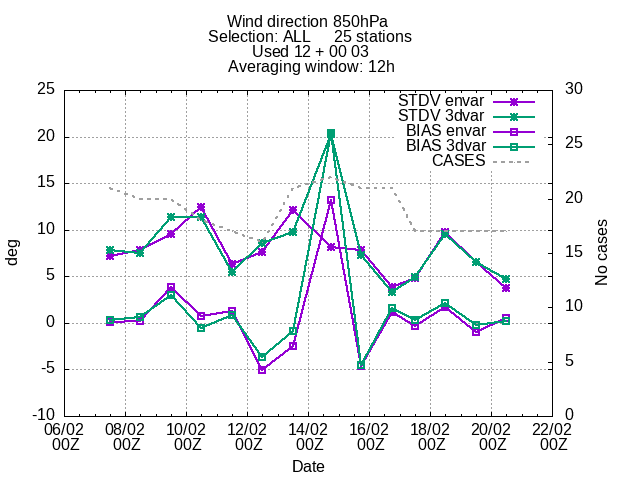 Wind direction 850hPa
Selection: ALL 25 stations
Used 12 + 00 03
Averaging window: 12h
STDV envar
STDV 3dvar
BIAS envar
BIAS 3dvar
CASES
25
20
15
10
5
0
-5
-10
deg
30
25
20
15
10
5
0
No cases
06/02 08/02 10/02 12/02 14/02 16/02 18/02 20/02 22/02
00Z 00Z 00Z 00Z 00Z 00Z 00Z 00Z 00Z
Date